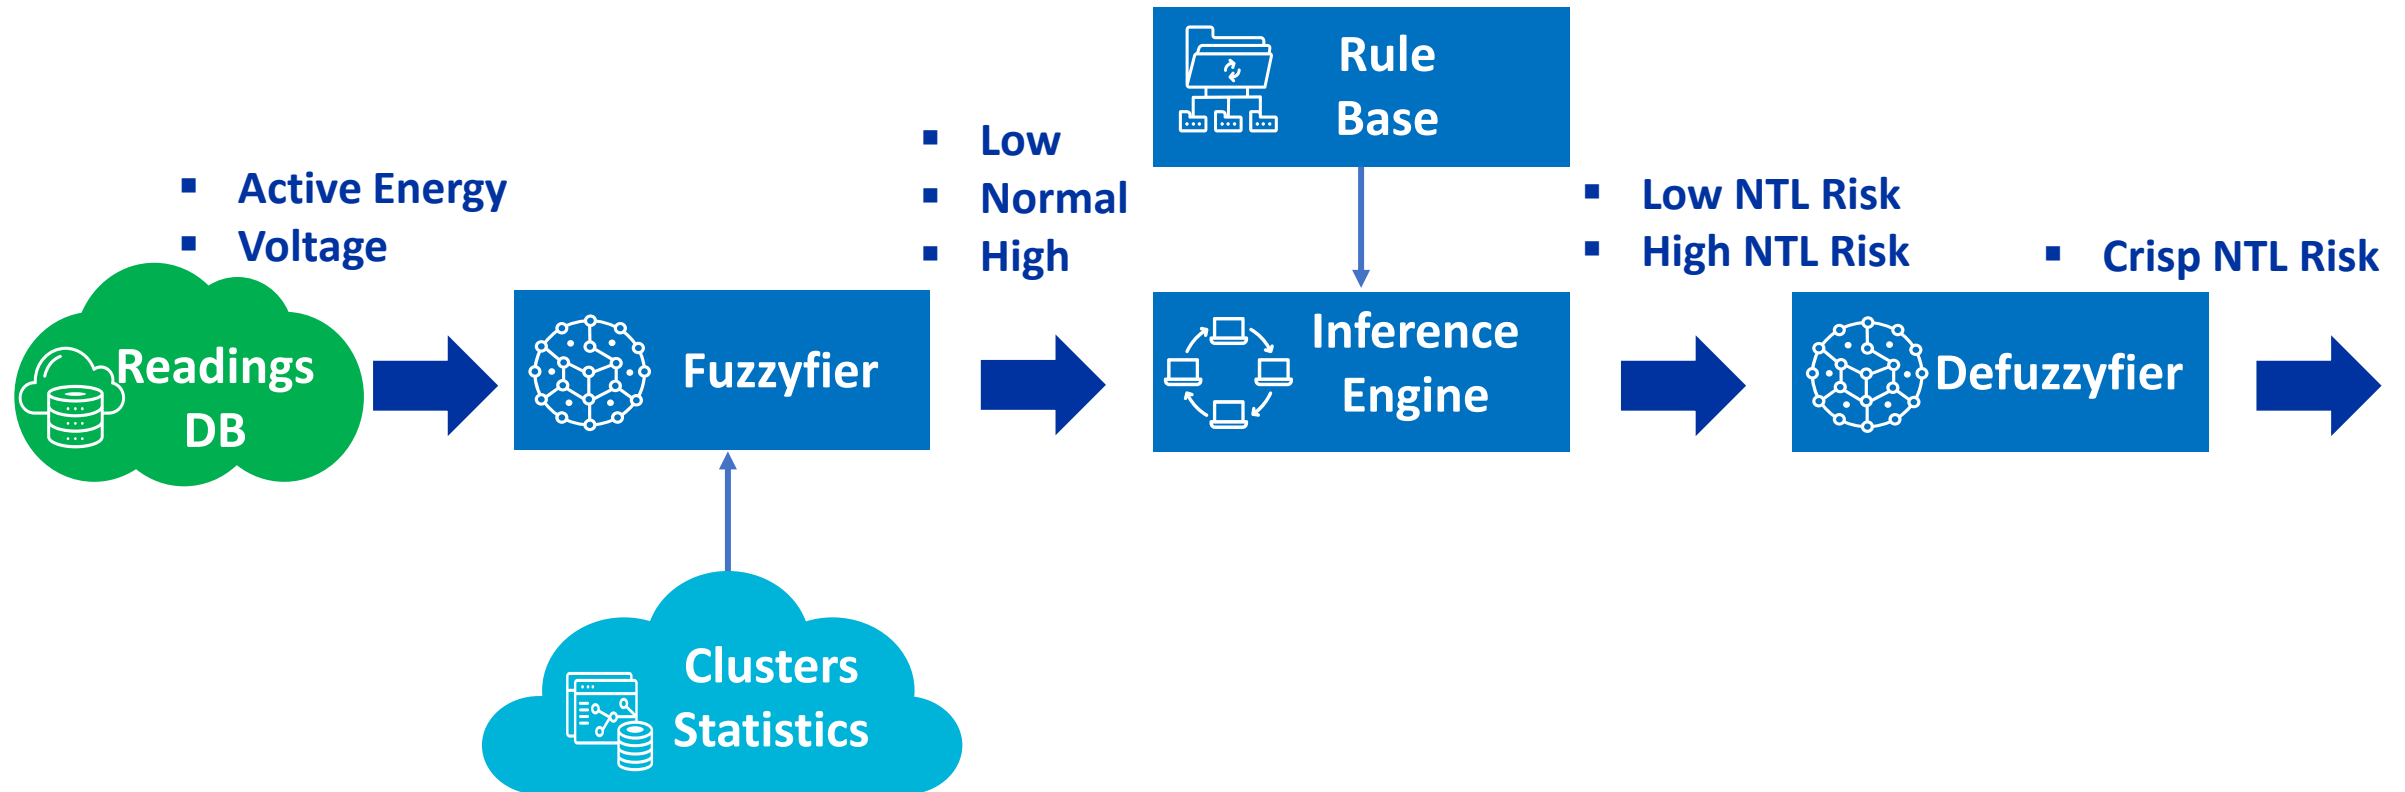 Active Energy
Voltage
Readings
DB
Fuzzyfier
Clusters
Statistics
Low
Normal
High
Rule
Base
Inference
Engine
Low NTL Risk
High NTL Risk
Defuzzyfier
Crisp NTL Risk